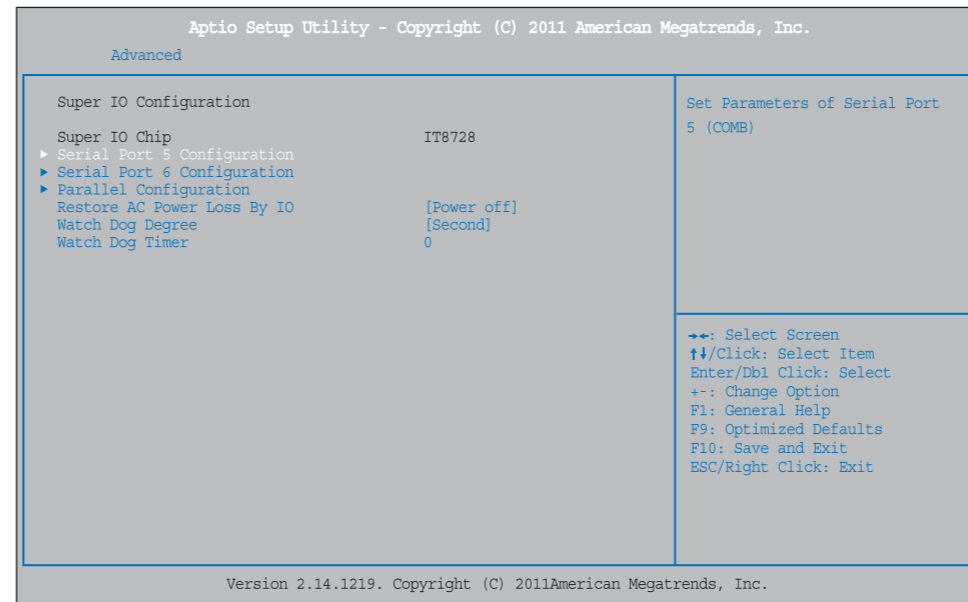 Aptio Setup Utility - Copyright (C) 2011 American Megatrends, Inc.
Advanced
Super IO Configuration
Super IO Chip IT8728
▶ Serial Port 5 Configuration
▶ Serial Port 6 Configuration
▶ Parallel Configuration
Restore AC Power Loss By IO [Power off]
Watch Dog Degree [Second]
Watch Dog Timer 0
Set Parameters of Serial Port
5 (COMB)
→←: Select Screen
↑↓/Click: Select Item
Enter/Db1 Click: Select
+-: Change Option
F1: General Help
F9: Optimized Defaults
F10: Save and Exit
ESC/Right Click: Exit
Version 2.14.1219. Copyright (C) 2011American Megatrends, Inc.